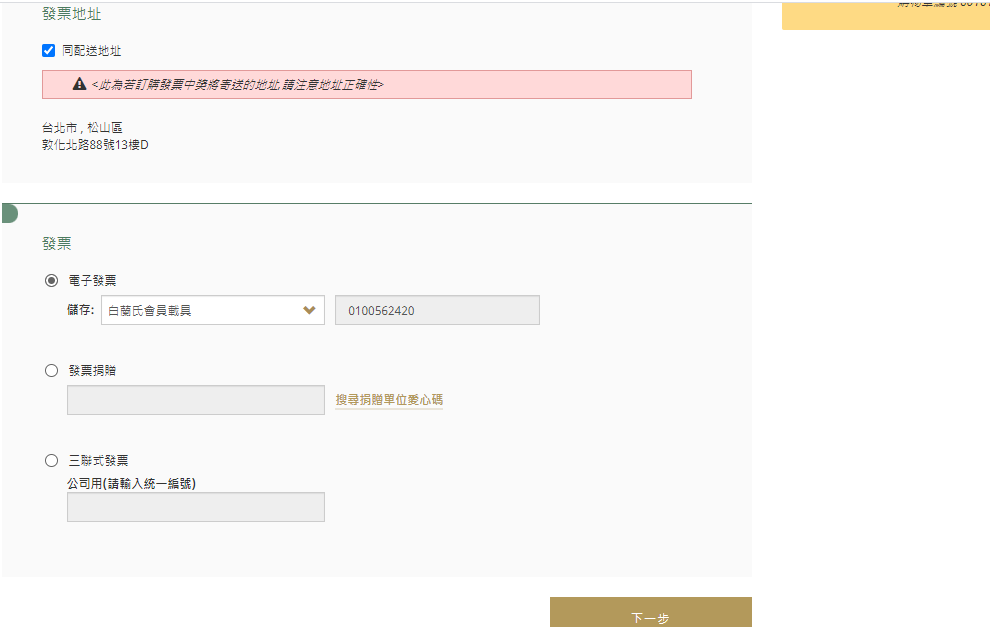 發票地址
同配送地址
<此為若訂購發票中獎將寄送的地址,請注意地址正確性>
台北市 , 松山區
敦化北路88號13樓D
發票
電子發票
儲存: 白蘭氏會員載具 0100562420
發票捐贈
搜尋捐贈單位愛心碼
三聯式發票
公司用(請輸入統一編號)
下一步